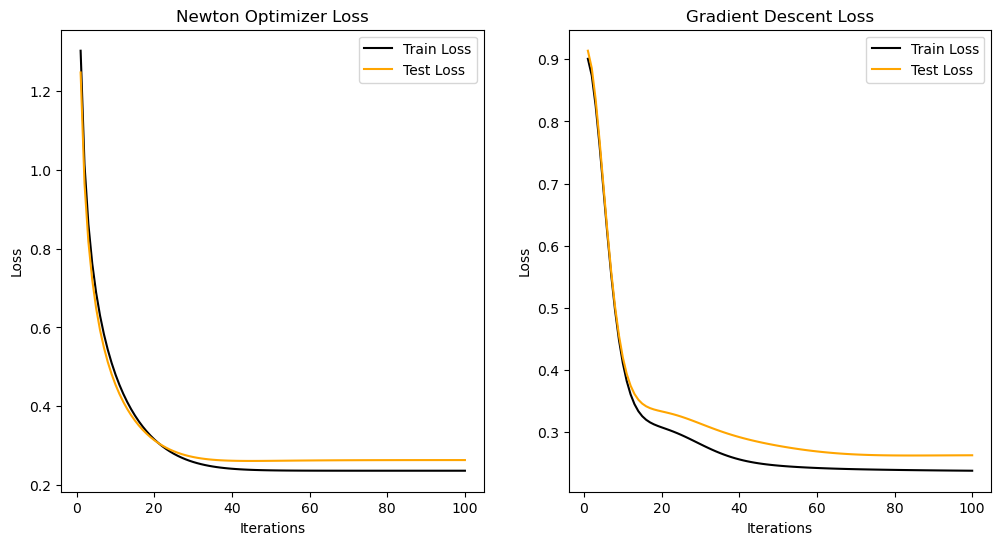 Newton Optimizer Loss
Train Loss
Test Loss
1.2
1.0
0.8
0.6
0.4
0.2
Loss
0 20 40 60 80 100
Iterations
Gradient Descent Loss
Train Loss
Test Loss
0.9
0.8
0.7
0.6
0.5
0.4
0.3
Loss
0 20 40 60 80 100
Iterations